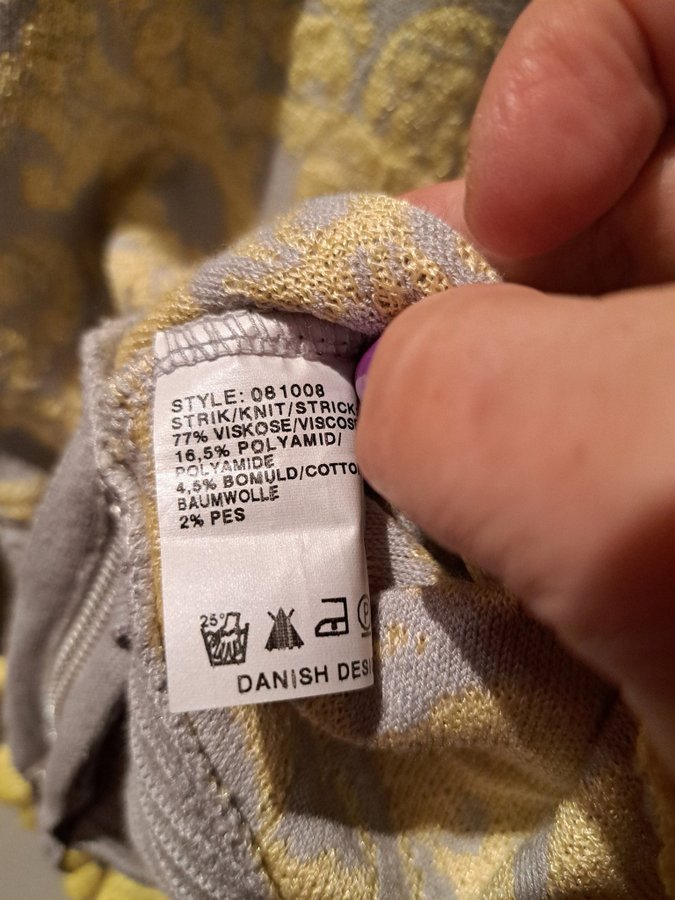 STYLE: 081008
STRIK/KNIT/STRICK
77% VISKOSE/VISCOSE
16,5% POLYAMID/
POLYAMIDE
4,5% BOMULD/COTTO
BAUMWOLLE
2% PES
25°
P
DANISH DESI